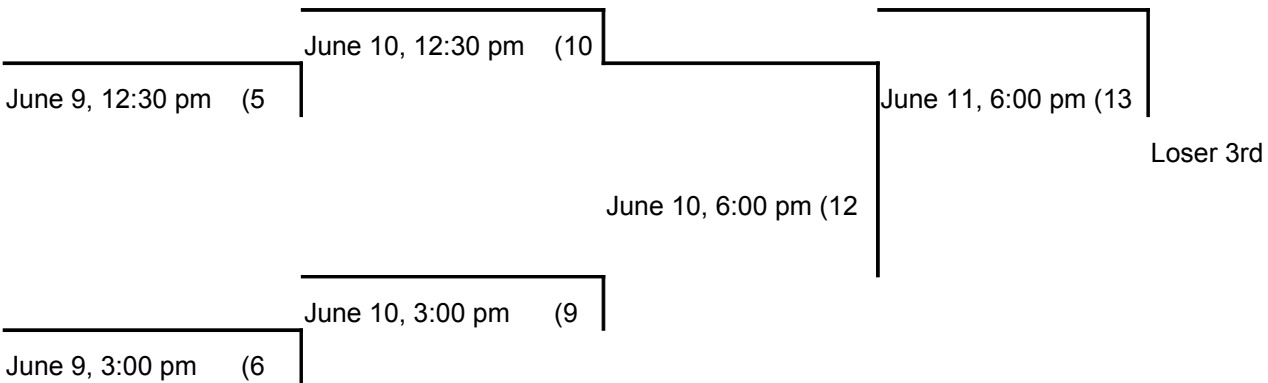 June 10, 12:30 pm (10
June 9, 12:30 pm (5
June 11, 6:00 pm (13
Loser 3rd
June 10, 6:00 pm (12
June 10, 3:00 pm (9
June 9, 3:00 pm (6